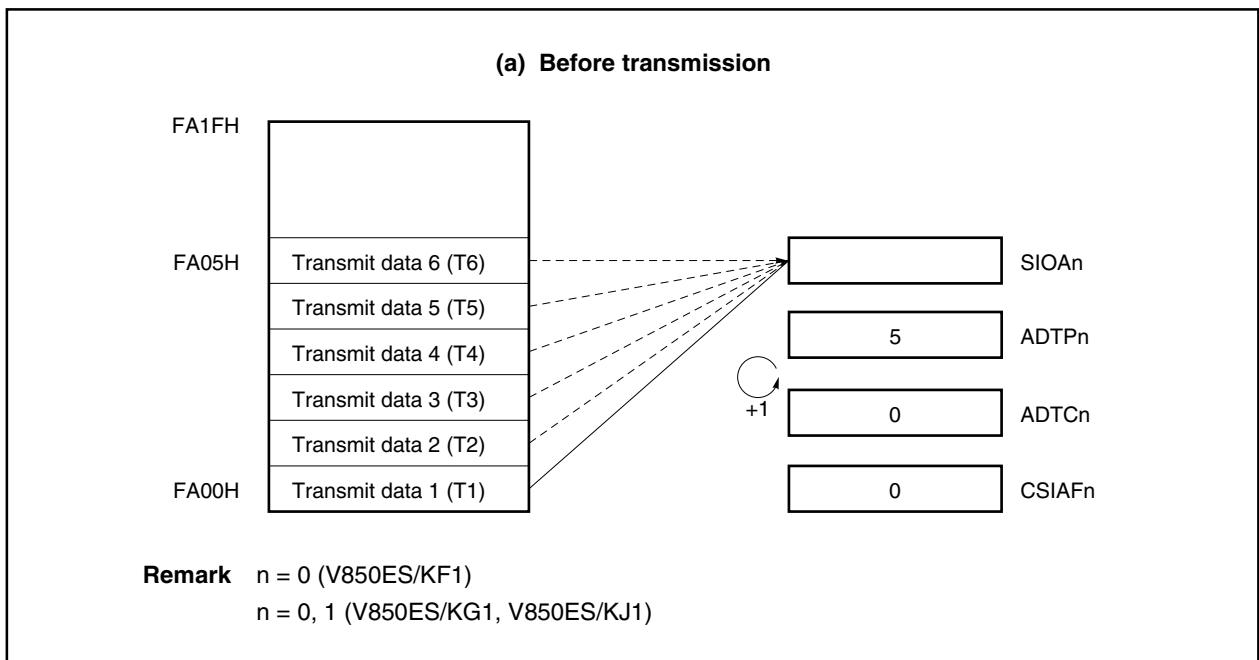 (a) Before transmission
FA1FH
FA05H
Transmit data 6 (T6)
SIOAn
Transmit data 5 (T5)
5
ADTPn
Transmit data 4 (T4)
Transmit data 3 (T3)
+1
0
ADTCn
Transmit data 2 (T2)
FA00H
Transmit data 1 (T1)
0
CSIAFn
Remark n = 0 (V850ES/KF1)
n = 0, 1 (V850ES/KG1, V850ES/KJ1)